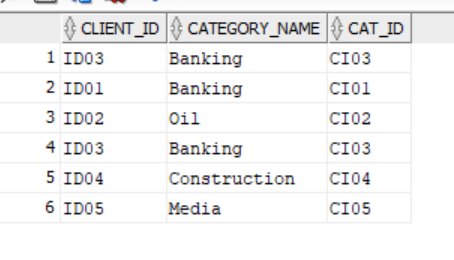 CLIENT_ID CATEGORY_NAME CAT_ID
1 ID03 Banking CI03
2 ID01 Banking CI01
3 ID02 Oil CI02
4 ID03 Banking CI03
5 ID04 Construction CI04
6 ID05 Media CI05